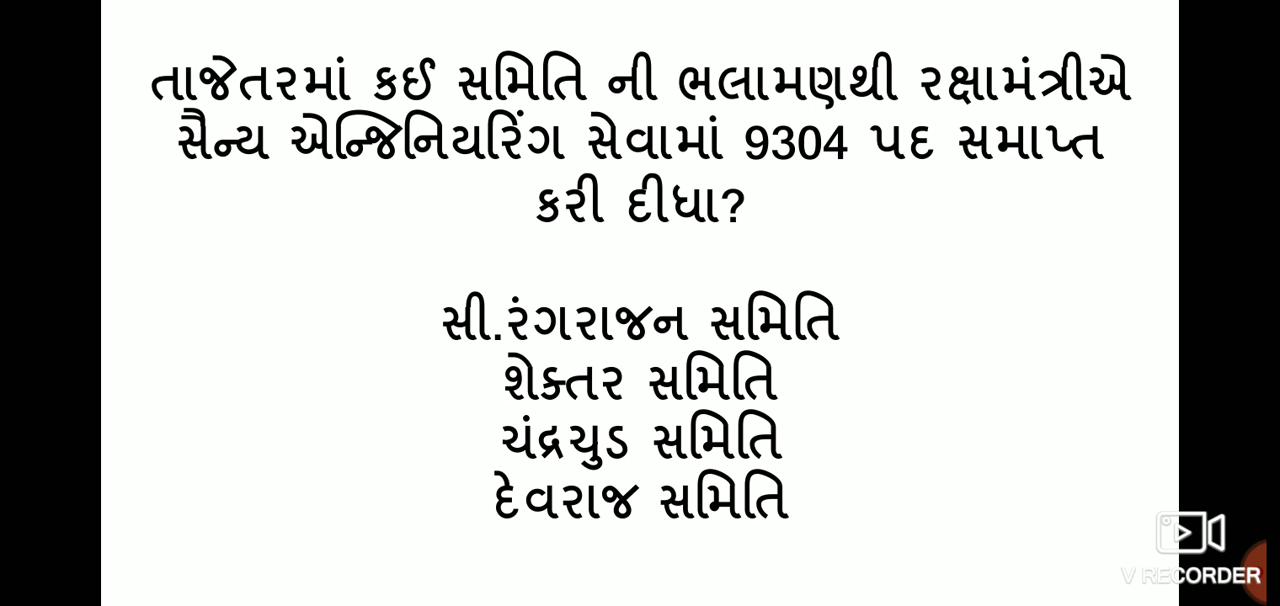 તાજેતરમાં કઈ સમિતિ ની ભલામણથી રક્ષામંત્રીએ
સૈન્ય એન્જિનિયરિંગ સેવામાં 9304 પદ સમાપ્ત
કરી દીધા?
સી.રંગરાજન સમિતિ
શેક્તર સમિતિ
ચંદ્રચુડ સમિતિ
દેવરાજ સમિતિ
V RECORDER